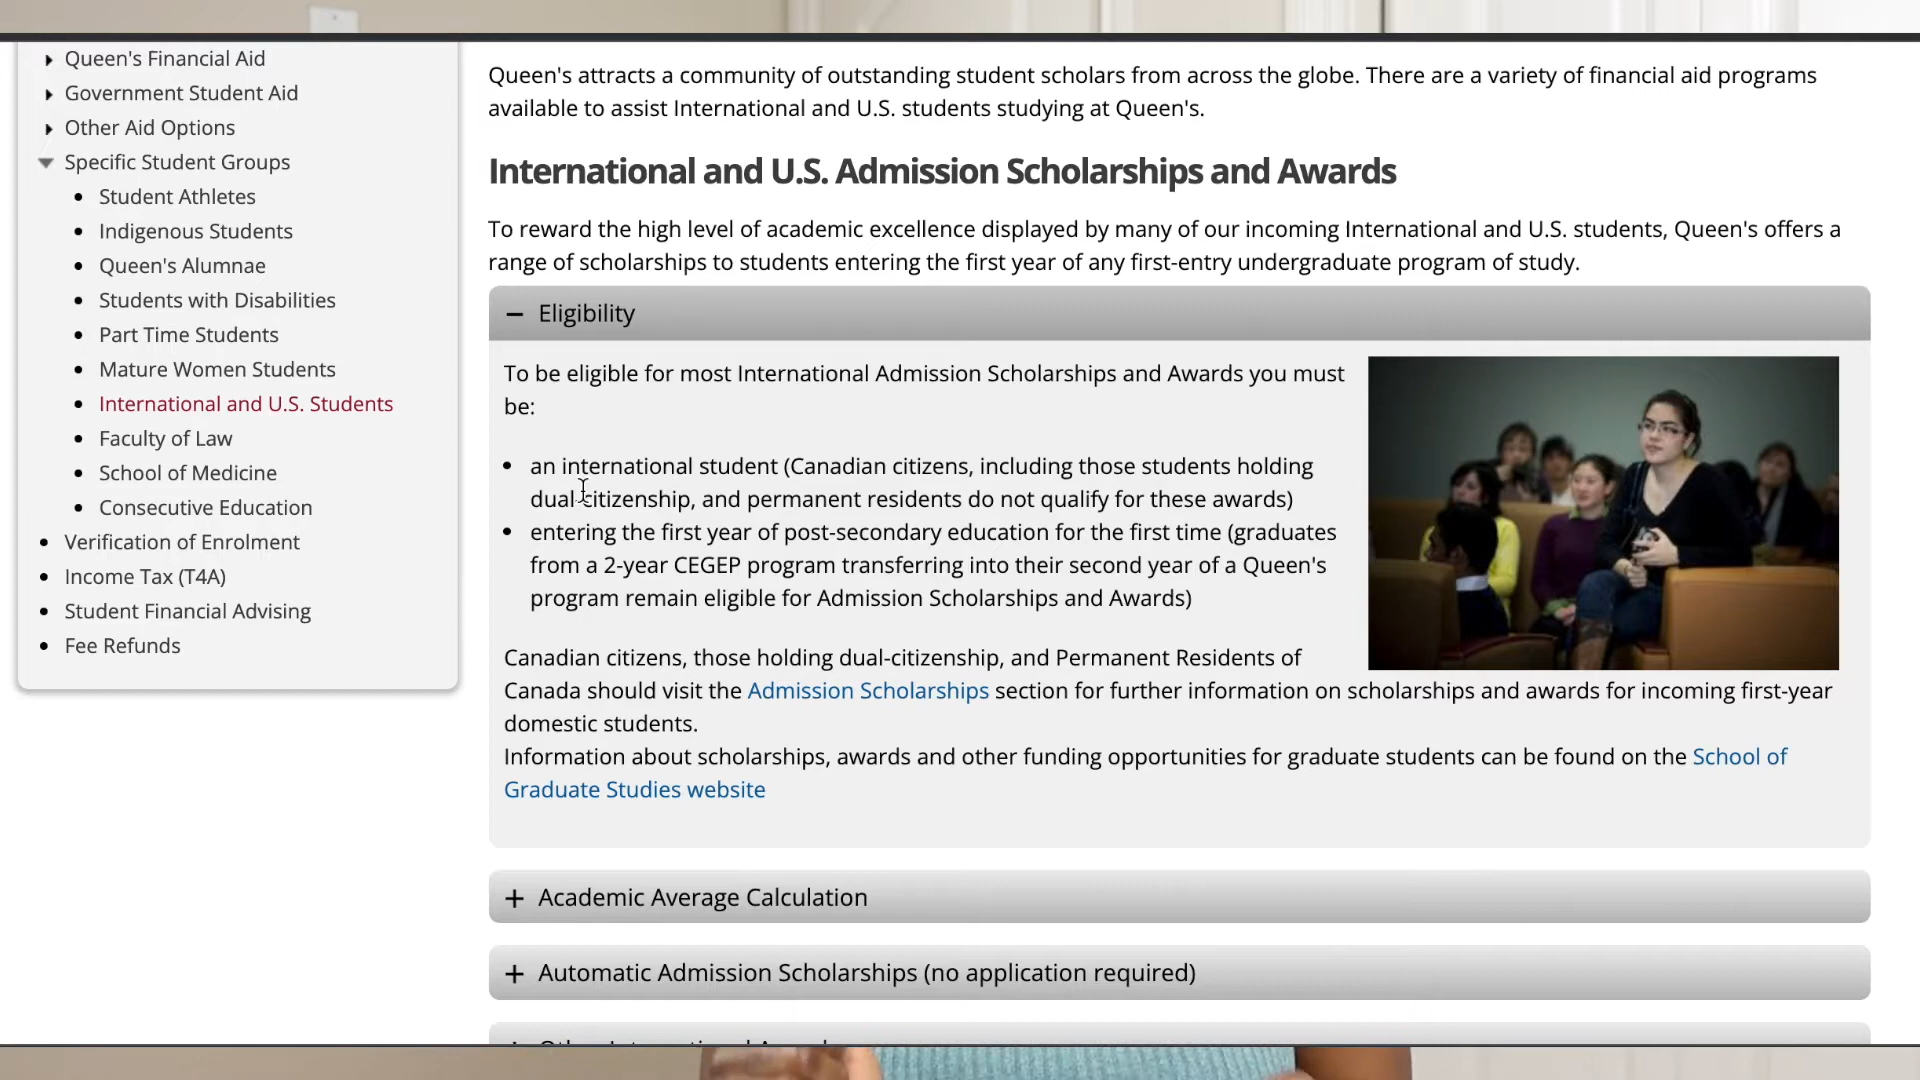 Queen's Financial Aid
Government Student Aid
Other Aid Options
Specific Student Groups
Student Athletes
Indigenous Students
Queen's Alumnae
Students with Disabilities
Part Time Students
Mature Women Students
International and U.S. Students
Faculty of Law
School of Medicine
Consecutive Education
Verification of Enrolment
Income Tax (T4A)
Student Financial Advising
Fee Refunds
Queen's attracts a community of outstanding student scholars from across the globe. There are a variety of financial aid programs
available to assist International and U.S. students studying at Queen's.
International and U.S. Admission Scholarships and Awards
To reward the high level of academic excellence displayed by many of our incoming International and U.S. students, Queen's offers a
range of scholarships to students entering the first year of any first-entry undergraduate program of study.
Eligibility
To be eligible for most International Admission Scholarships and Awards you must
be:
an international student (Canadian citizens, including those students holding
dual citizenship, and permanent residents do not qualify for these awards)
entering the first year of post-secondary education for the first time (graduates
from a 2-year CEGEP program transferring into their second year of a Queen's
program remain eligible for Admission Scholarships and Awards)
Canadian citizens, those holding dual-citizenship, and Permanent Residents of
Canada should visit the Admission Scholarships section for further information on scholarships and awards for incoming first-year
domestic students.
Information about scholarships, awards and other funding opportunities for graduate students can be found on the School of
Graduate Studies website
Academic Average Calculation
Automatic Admission Scholarships (no application required)